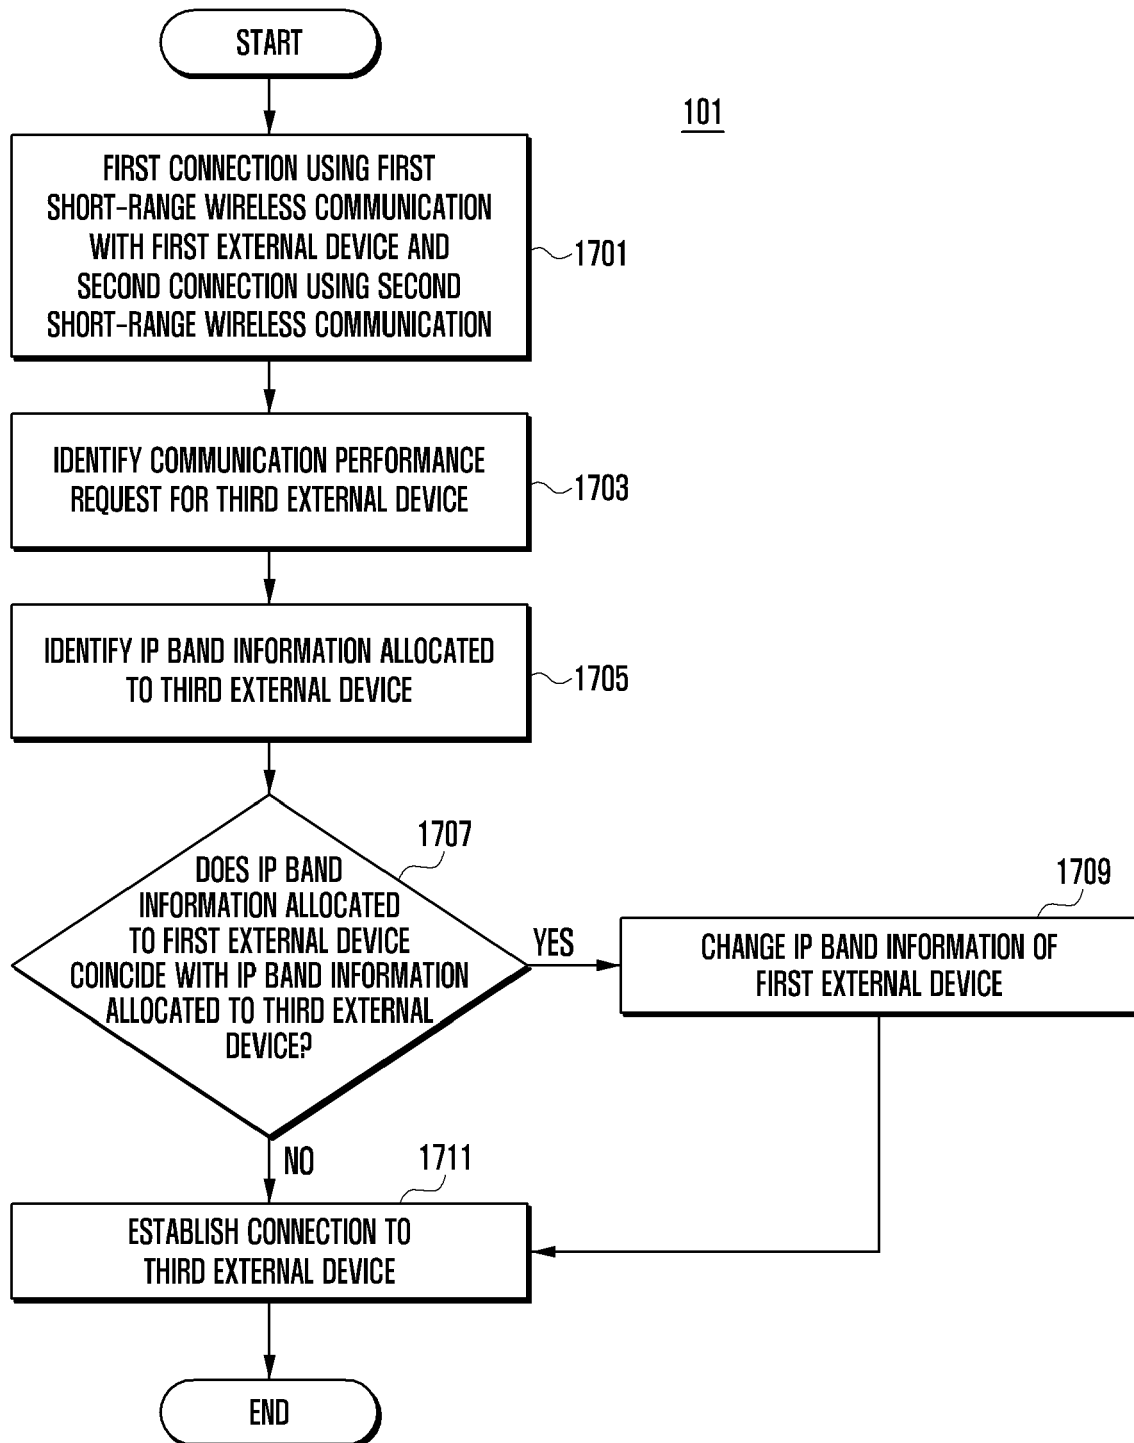 START
101
FIRST CONNECTION USING FIRST
SHORT-RANGE WIRELESS COMMUNICATION
WITH FIRST EXTERNAL DEVICE AND
SECOND CONNECTION USING SECOND
SHORT-RANGE WIRELESS COMMUNICATION
1701
IDENTIFY COMMUNICATION PERFORMANCE
REQUEST FOR THIRD EXTERNAL DEVICE
1703
IDENTIFY IP BAND INFORMATION ALLOCATED
TO THIRD EXTERNAL DEVICE
1705
1707
DOES IP BAND
INFORMATION ALLOCATED
TO FIRST EXTERNAL DEVICE
COINCIDE WITH IP BAND INFORMATION
ALLOCATED TO THIRD EXTERNAL
DEVICE?
YES
1709
CHANGE IP BAND INFORMATION OF
FIRST EXTERNAL DEVICE
NO
1711
ESTABLISH CONNECTION TO
THIRD EXTERNAL DEVICE
END